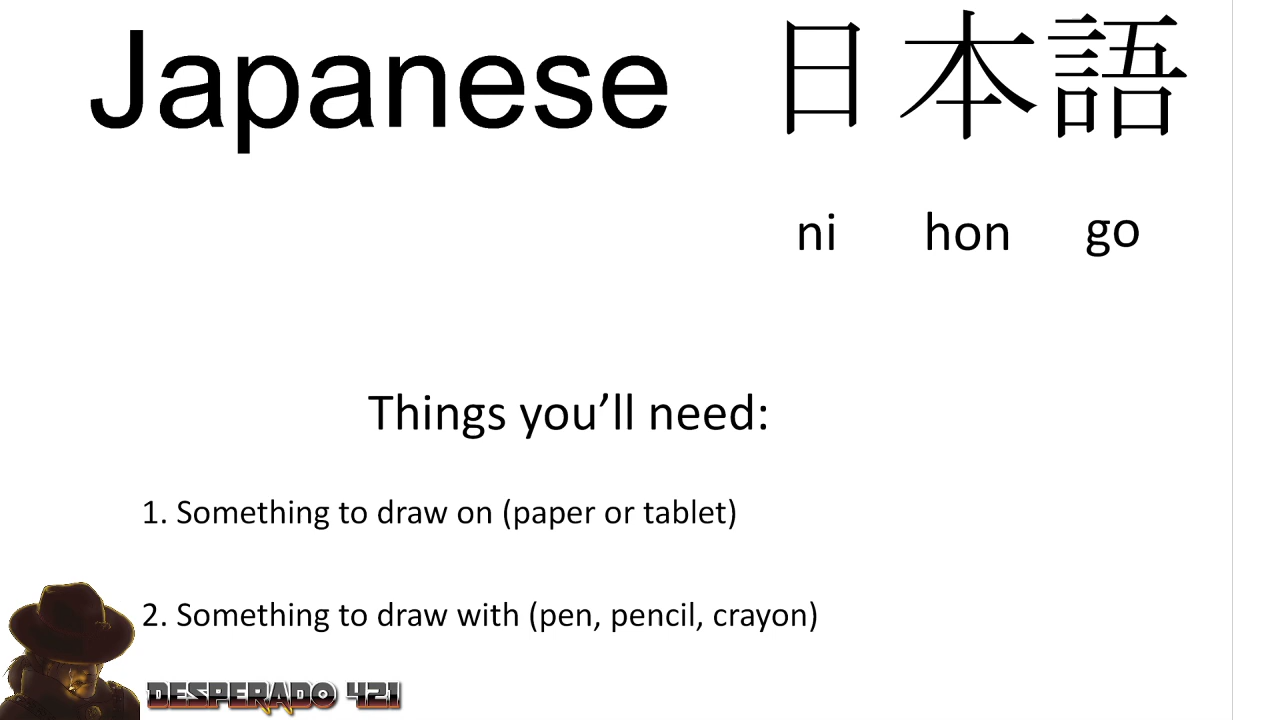 Japanese 日本語
ni hon go
Things you’ll need:
1. Something to draw on (paper or tablet)
2. Something to draw with (pen, pencil, crayon)
DESPERADO 421